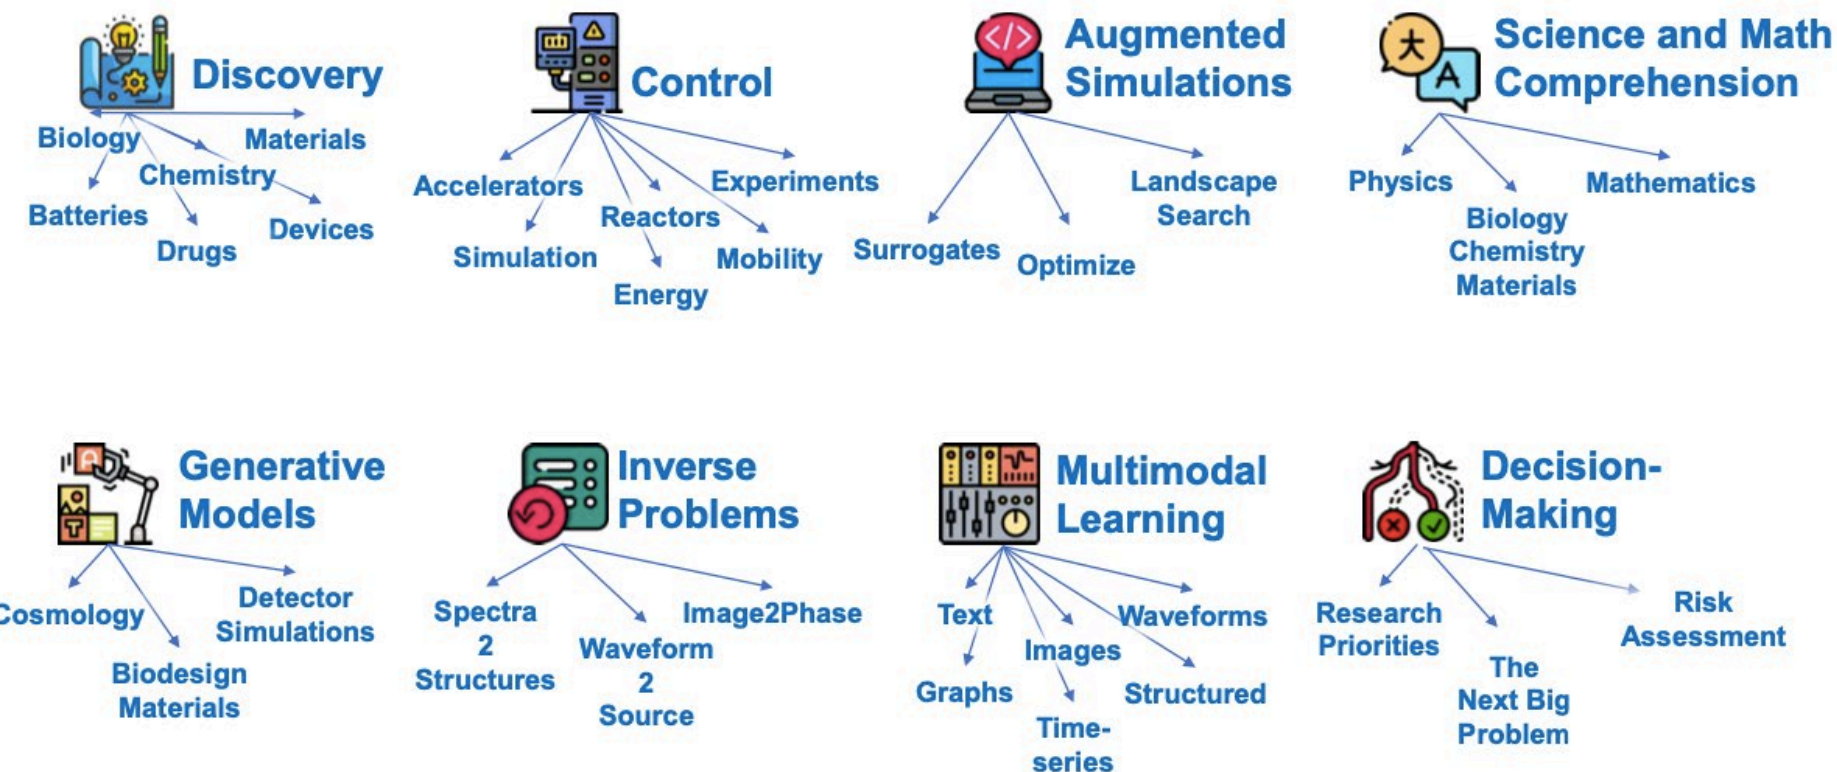 Discovery
Biology
Materials
Chemistry
Batteries
Devices
Drugs
Control
Accelerators
Experiments
Reactors
Simulation
Mobility
Energy
</>
Augmented
Simulations
Landscape
Search
Surrogates
Optimize
大
A
Science and Math
Comprehension
Physics
Mathematics
Biology
Chemistry
Materials
A
T
Generative
Models
Cosmology
Detector
Simulations
Biodesign
Materials
Inverse
Problems
Spectra
2
Structures
Image2Phase
Waveform
2
Source
Multimodal
Learning
Text
Waveforms
Images
Graphs
Structured
Time-
series
Decision-
Making
Research
Priorities
Risk
Assessment
The
Next Big
Problem